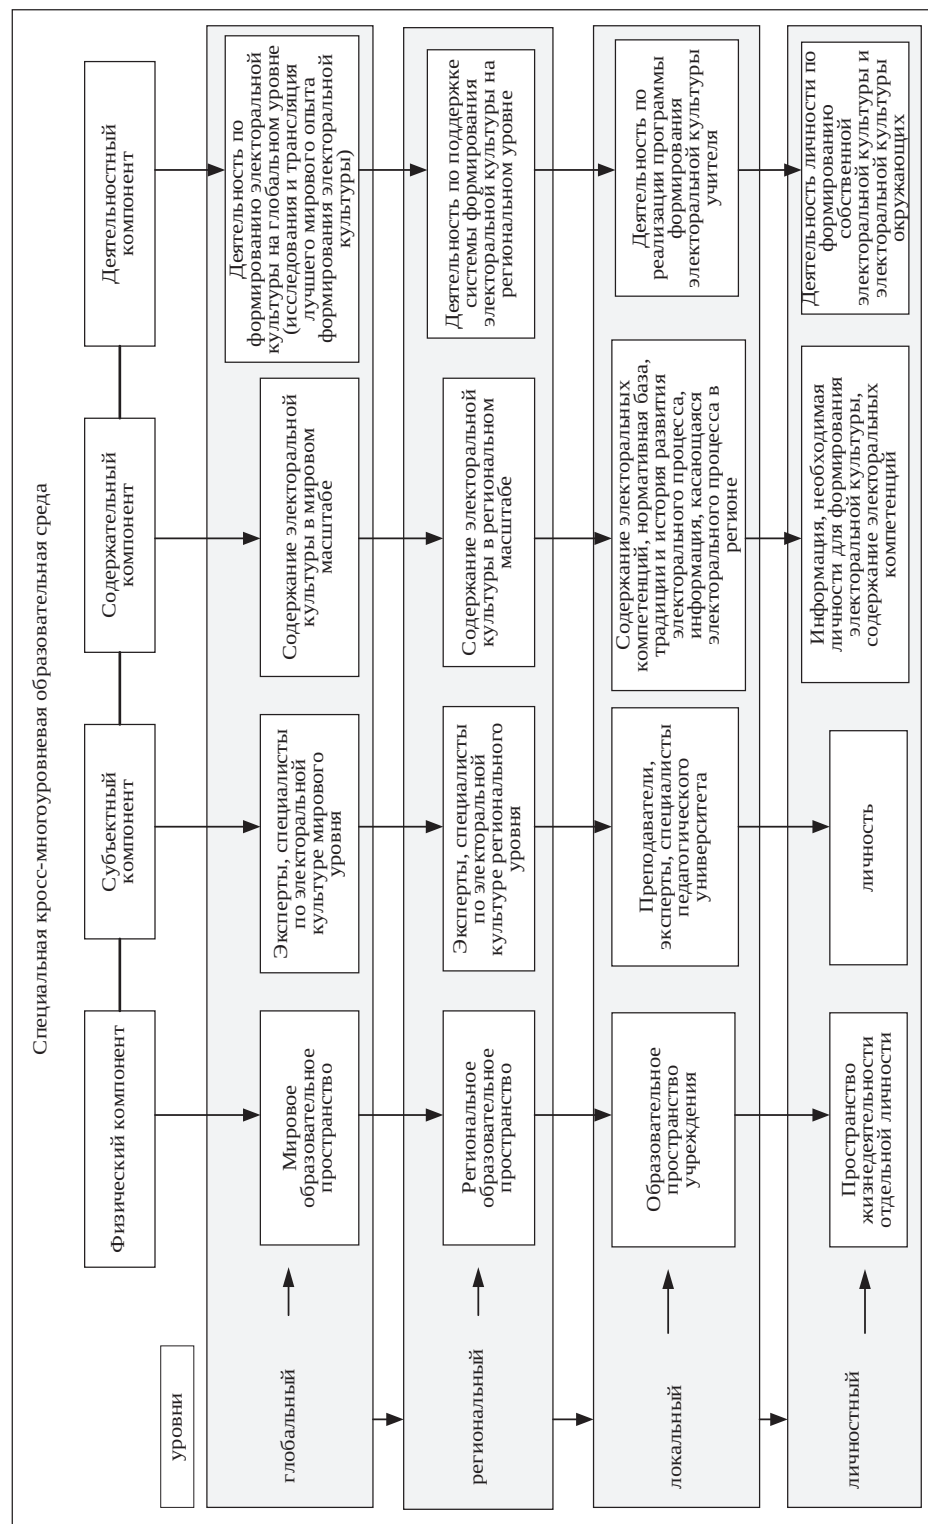 Специальная кросс-многоуровневая образовательная среда
Физический компонент
Субъектный
компонент
Содержательный
компонент
Деятельностный
компонент
уровни
глобальный
Мировое
образовательное
пространство
Эксперты, специалисты
по электоральной
культуре мирового
уровня
Содержание электоральной
культуры в мировом
масштабе
Деятельность по
формированию электоральной
культуры на глобальном уровне
(исследования и трансляция
лучшего мирового опыта
формирования электоральной
культуры)
региональный
Региональное
образовательное
пространство
Эксперты, специалисты
по электоральной
культуре регионального
уровня
Содержание электоральной
культуры в региональном
масштабе
Деятельность по поддержке
системы формирования
электоральной культуры на
региональном уровне
локальный
Образовательное
пространство
учреждения
Преподаватели,
эксперты, специалисты
педагогического
университета
Содержание электоральных
компетенций, нормативная база,
традиции и история развития
электорального процесса,
информация, касающаяся
электорального процесса в
регионе
Деятельность по
реализации программы
формирования
электоральной культуры
учителя
личностный
Пространство
жизнедеятельности
отдельной личности
личность
Информация, необходимая
личности для формирования
электоральной культуры,
содержание электоральных
компетенций
Деятельность личности по
формированию
собственной
электоральной культуры и
электоральной культуры
окружающих